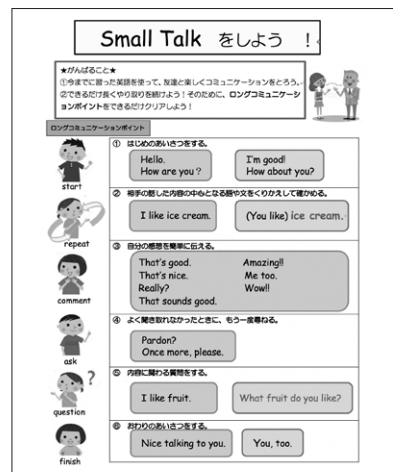 Small Talk をしよう ！
★がんばること★
①今までに習った英語を使って、友達と楽しくコミュニケーションをとろう。
②できるだけ長くやり取りを続けよう！そのために、ロングコミュニケーシ
ョンポイントをできるだけクリアしよう！
ロングコミュニケーションポイント
① はじめのあいさつをする。
Hello.
How are you？
I'm good!
How about you?
start
② 相手の話した内容の中心となる語や文をくりかえして確かめる。
I like ice cream.
(You like) ice cream.
repeat
③ 自分の感想を簡単に伝える。
That's good.
Amazing!!
That's nice.
Me too.
Really?
Wow!!
That sounds good.
comment
④ よく聞き取れなかったときに、もう一度尋ねる。
Pardon?
Once more, please.
ask
⑤ 内容に関わる質問をする。
?
I like fruit.
What fruit do you like?
question
⑥ おわりのあいさつをする。
Nice talking to you.
You, too.
finish